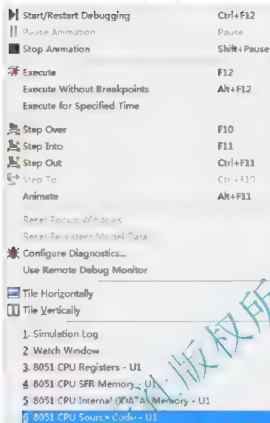 Start/Restart Debugging Ctrl+F12
Pause Animation Pause
Stop Animation Shift+Pause
Execute F12
Execute Without Breakpoints Alt+F12
Execute for Specified Time
Step Over F10
Step Into F11
Step Out Ctrl+F11
Step To Ctrl+F10
Animate Alt+F11
Reset Popup Windows
Reset Persistent Model Data
Configure Diagnostics...
Use Remote Debug Monitor
Tile Horizontally
Tile Vertically
1. Simulation Log
2 Watch Window
3. 8051 CPU Registers - U1
4 8051 CPU SFR Memory - U1
5 8051 CPU Internal (IDATA) Memory - U1
6 8051 CPU Source Code - U1
版权所